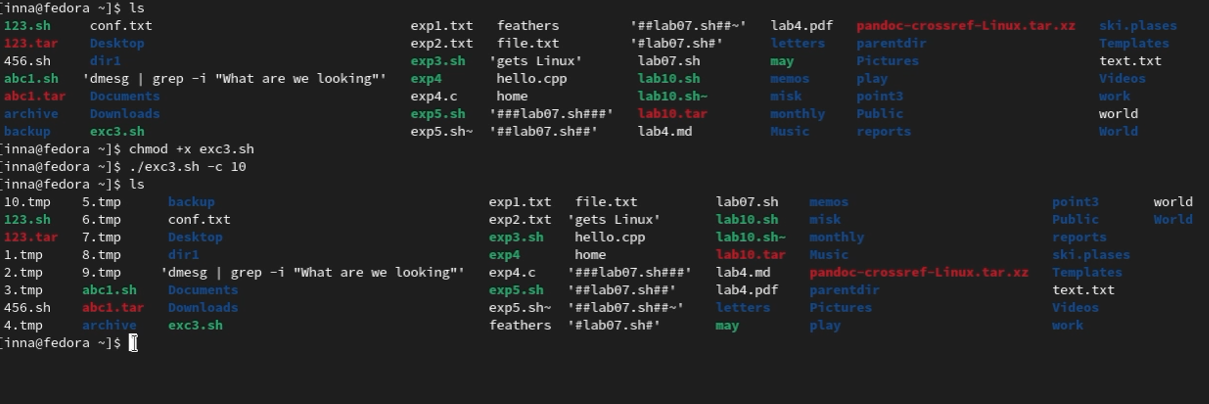 [inna@fedora ~]$ ls
123.sh conf.txt exp1.txt feathers '##lab07.sh##~' lab4.pdf pandoc-crossref-Linux.tar.xz ski.plases
123.tar Desktop exp2.txt file.txt '#lab07.sh#' letters parentdir Templates
456.sh dir1 exp3.sh 'gets Linux' lab07.sh may Pictures text.txt
abc1.sh 'dmesg | grep -i "What are we looking"' exp4 hello.cpp lab10.sh memos play Videos
abc1.tar Documents exp4.c home lab10.sh~ misk point3 work
archive Downloads exp5.sh '###lab07.sh###' lab10.tar monthly Public world
backup exc3.sh exp5.sh~ '##lab07.sh##' lab4.md Music reports World
[inna@fedora ~]$ chmod +x exc3.sh
[inna@fedora ~]$ ./exc3.sh -c 10
[inna@fedora ~]$ ls
10.tmp 5.tmp backup exp1.txt file.txt lab07.sh memos point3 world
123.sh 6.tmp conf.txt exp2.txt 'gets Linux' lab10.sh misk Public World
123.tar 7.tmp Desktop exp3.sh hello.cpp lab10.sh~ monthly reports
1.tmp 8.tmp dir1 exp4 home lab10.tar Music ski.plases
2.tmp 9.tmp 'dmesg | grep -i "What are we looking"' exp4.c '###lab07.sh###' lab4.md pandoc-crossref-Linux.tar.xz Templates
3.tmp abc1.sh Documents exp5.sh '##lab07.sh##' lab4.pdf parentdir text.txt
456.sh abc1.tar Downloads exp5.sh~ '##lab07.sh##~' letters Pictures Videos
4.tmp archive exc3.sh feathers '#lab07.sh#' may play work
[inna@fedora ~]$